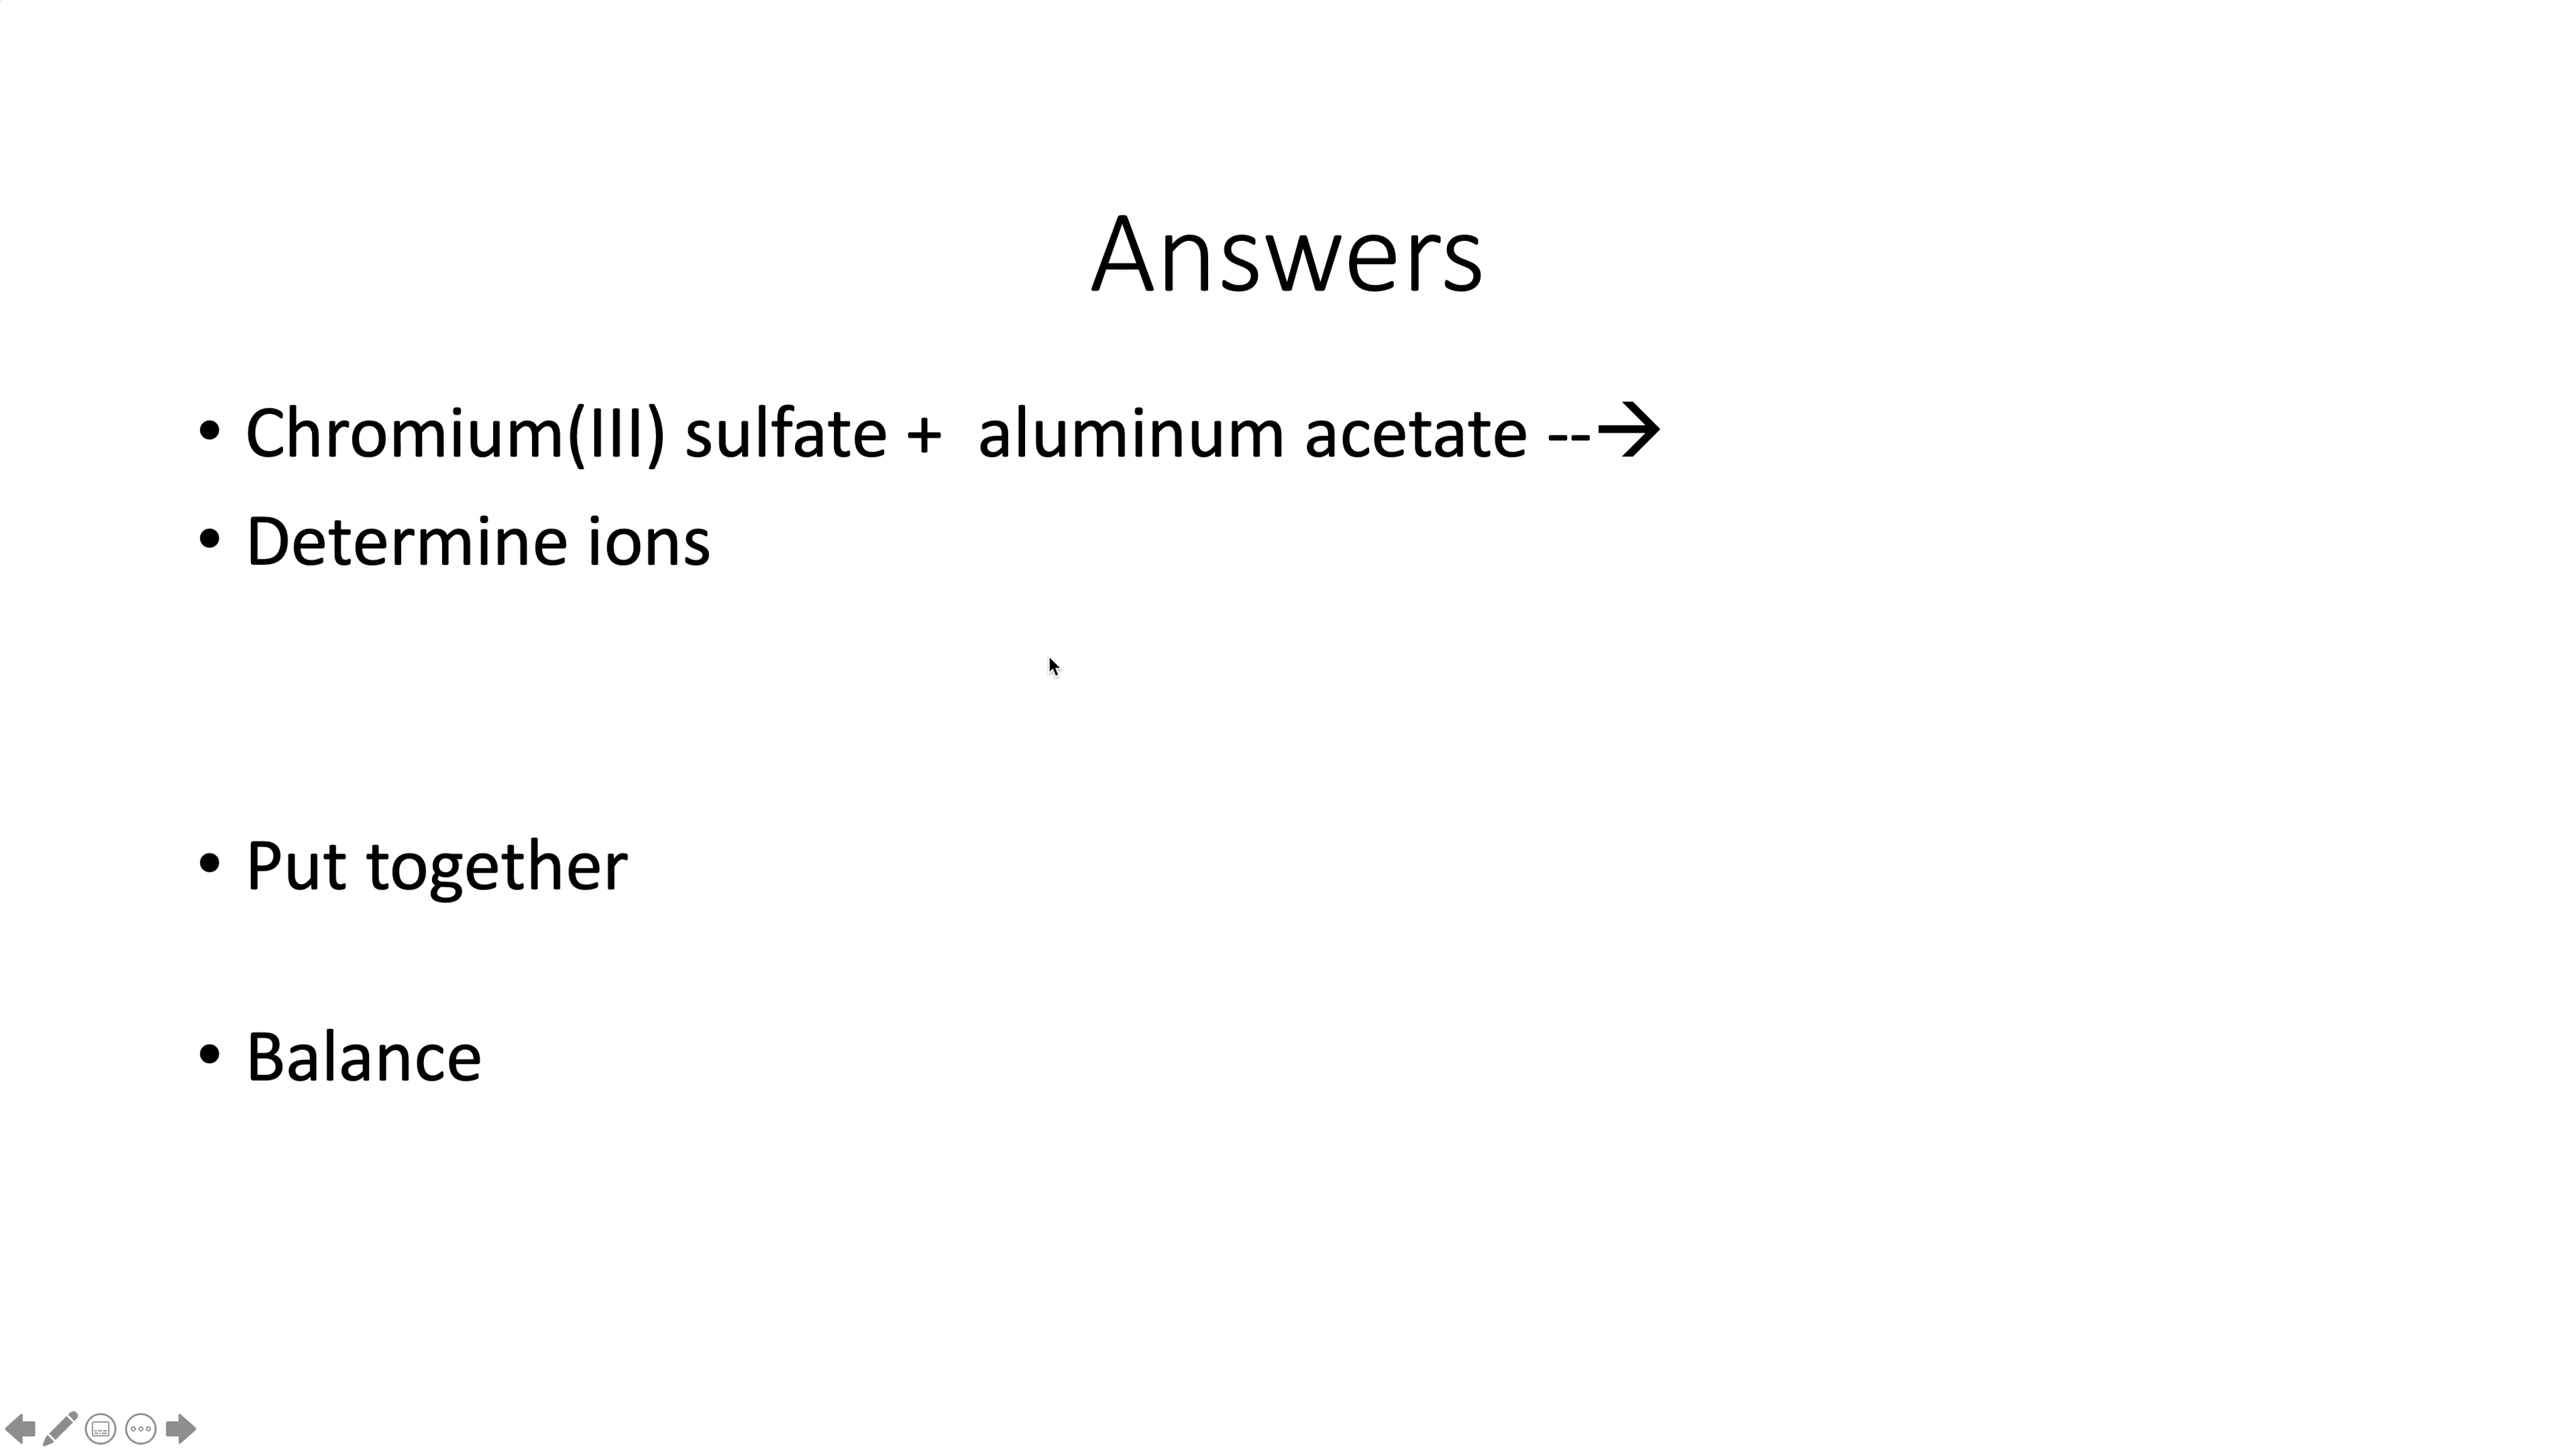 Answers
• Chromium(III) sulfate +  aluminum acetate --→
• Determine ions
• Put together
• Balance